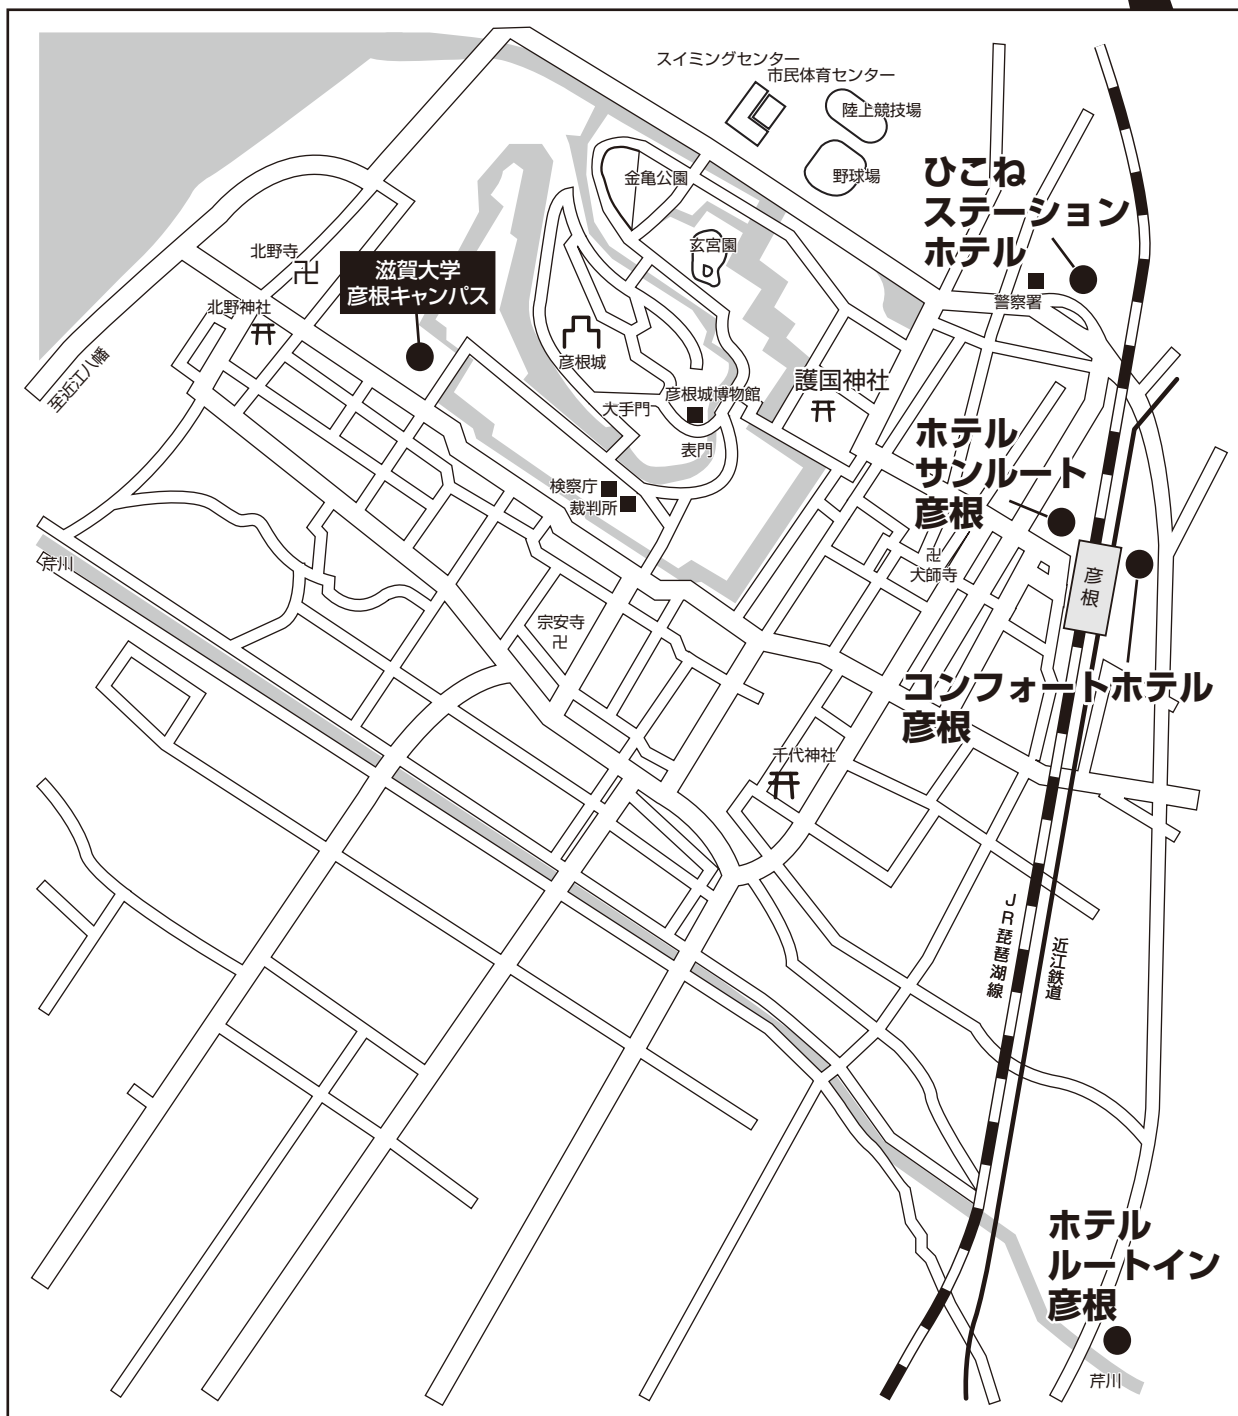 スイミングセンター
市民体育センター
陸上競技場
野球場
金亀公園
玄宮園
ひこね
ステーション
ホテル
警察署
北野寺
滋賀大学
彦根キャンパス
北野神社
至近江八幡
彦根城
大手門
彦根城博物館
表門
護国神社
ホテル
サンルート
彦根
検察庁
裁判所
大師寺
彦根
芹川
宗安寺
コンフォートホテル
彦根
千代神社
JR琵琶湖線
近江鉄道
ホテル
ルートイン
彦根
芹川